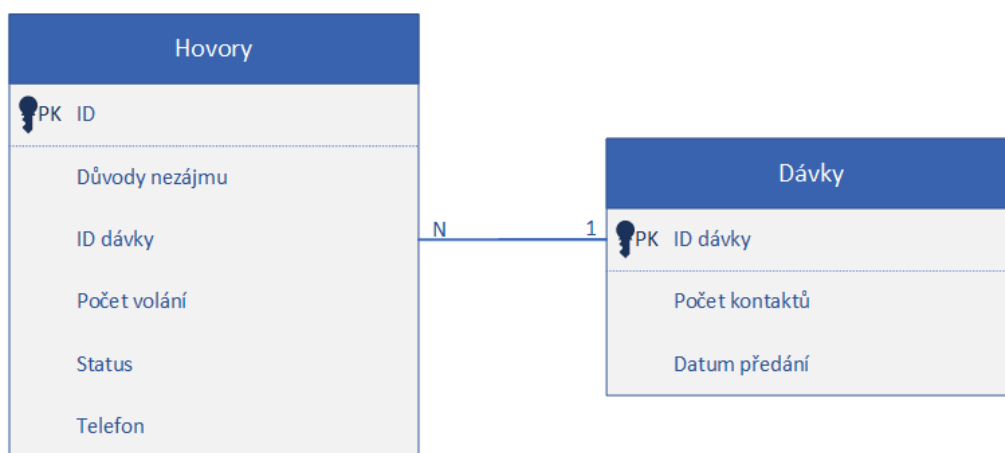 Hovory
PK ID
Důvody nezájmu
ID dávky
Počet volání
Status
Telefon
N 1
Dávky
PK ID dávky
Počet kontaktů
Datum předání